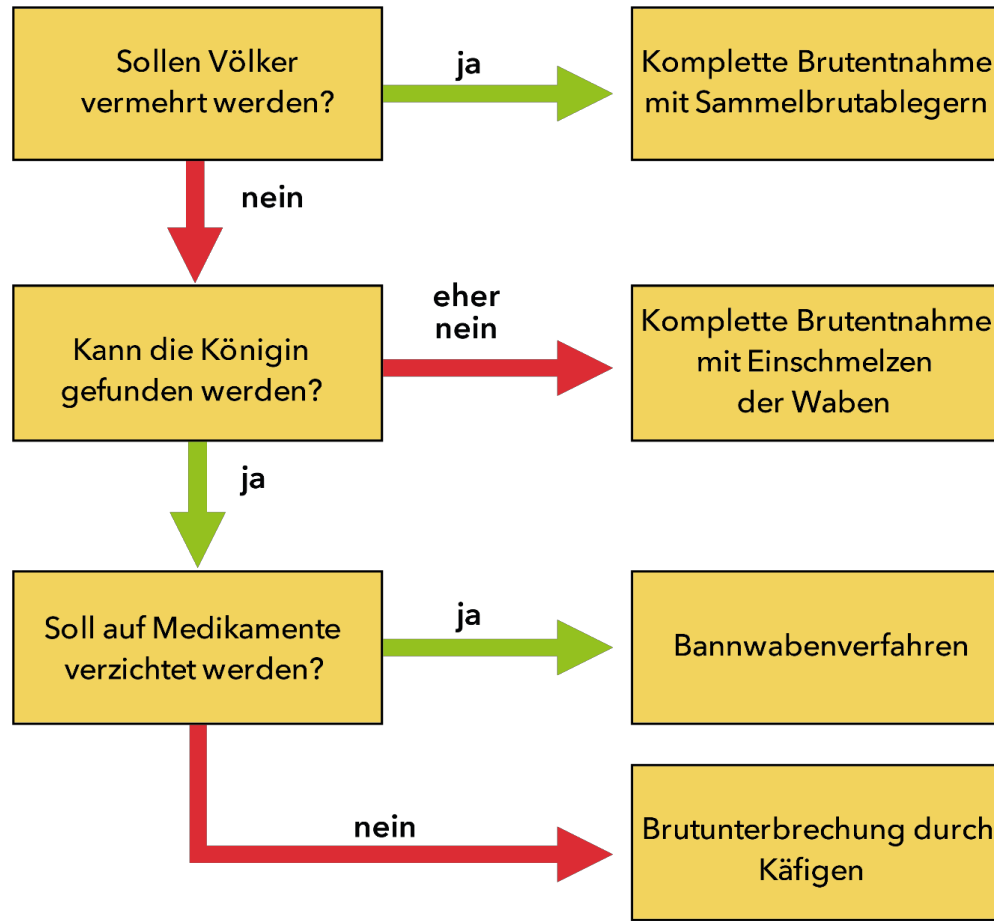 Sollen Völker
vermehrt werden?
ja
Komplette Brutentnahme
mit Sammelbrutablegern
nein
Kann die Königin
gefunden werden?
eher
nein
Komplette Brutentnahme
mit Einschmelzen
der Waben
ja
Soll auf Medikamente
verzichtet werden?
ja
Bannwabenverfahren
nein
Brutunterbrechung durch
Käfigen